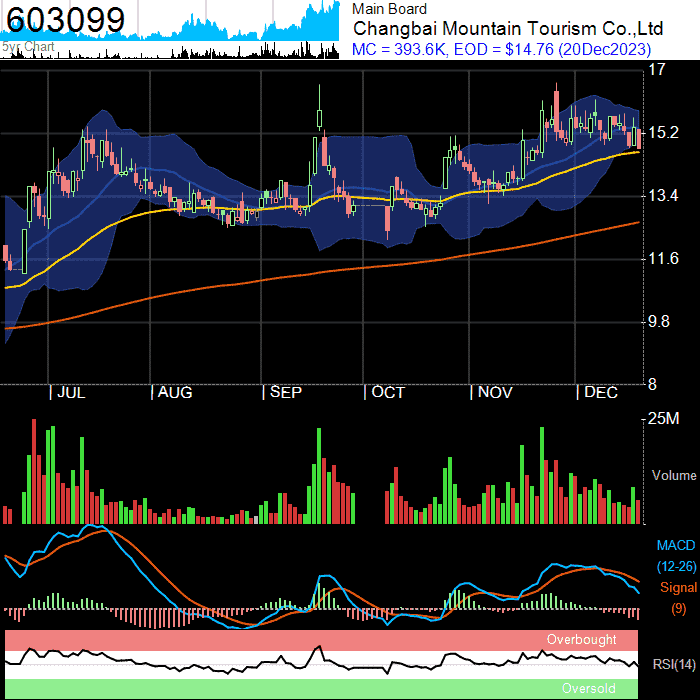 603099
5yr Chart
Main Board
Changbai Mountain Tourism Co.,Ltd
MC = 393.6K, EOD = $14.76 (20Dec2023)
17
15.2
13.4
11.6
9.8
8
JUL
AUG
SEP
OCT
NOV
DEC
25M
Volume
MACD
(12-26)
Signal
(9)
Overbought
RSI(14)
Oversold